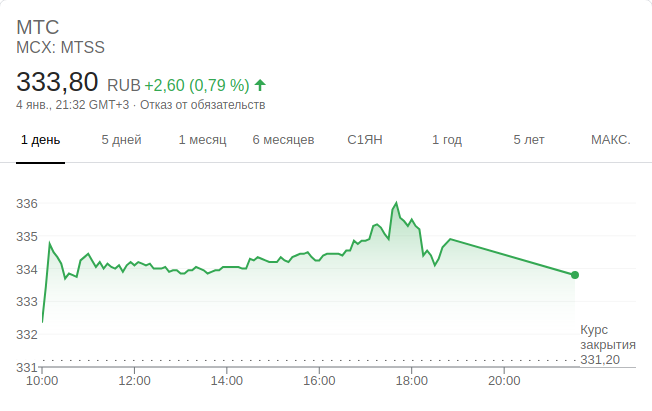 МТС
MCX: MTSS
333,80 RUB +2,60 (0,79 %)
4 янв., 21:32 GMT+3 · Отказ от обязательств
1 день 5 дней 1 месяц 6 месяцев С1ЯН 1 год 5 лет МАКС.
336
335
334
333
332
Курс
закрытия
331,20
331
10:00 12:00 14:00 16:00 18:00 20:00